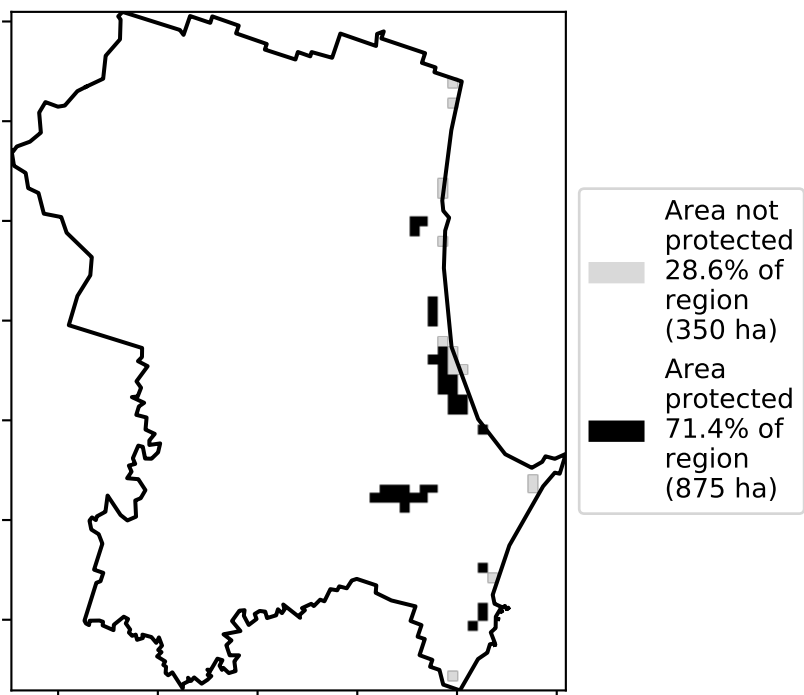 Area not
protected
28.6% of
region
(350 ha)
Area
protected
71.4% of
region
(875 ha)